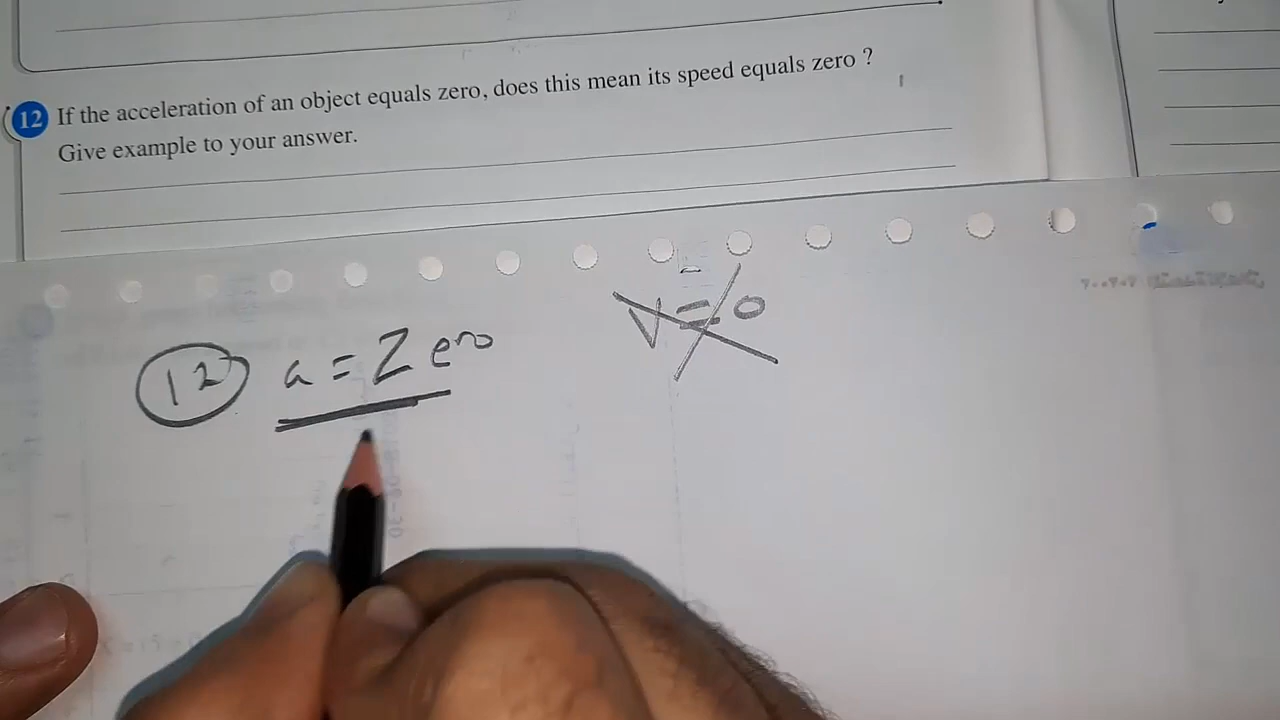 12 If the acceleration of an object equals zero, does this mean its speed equals zero ?
Give example to your answer.
v = 0
12 a = Zero